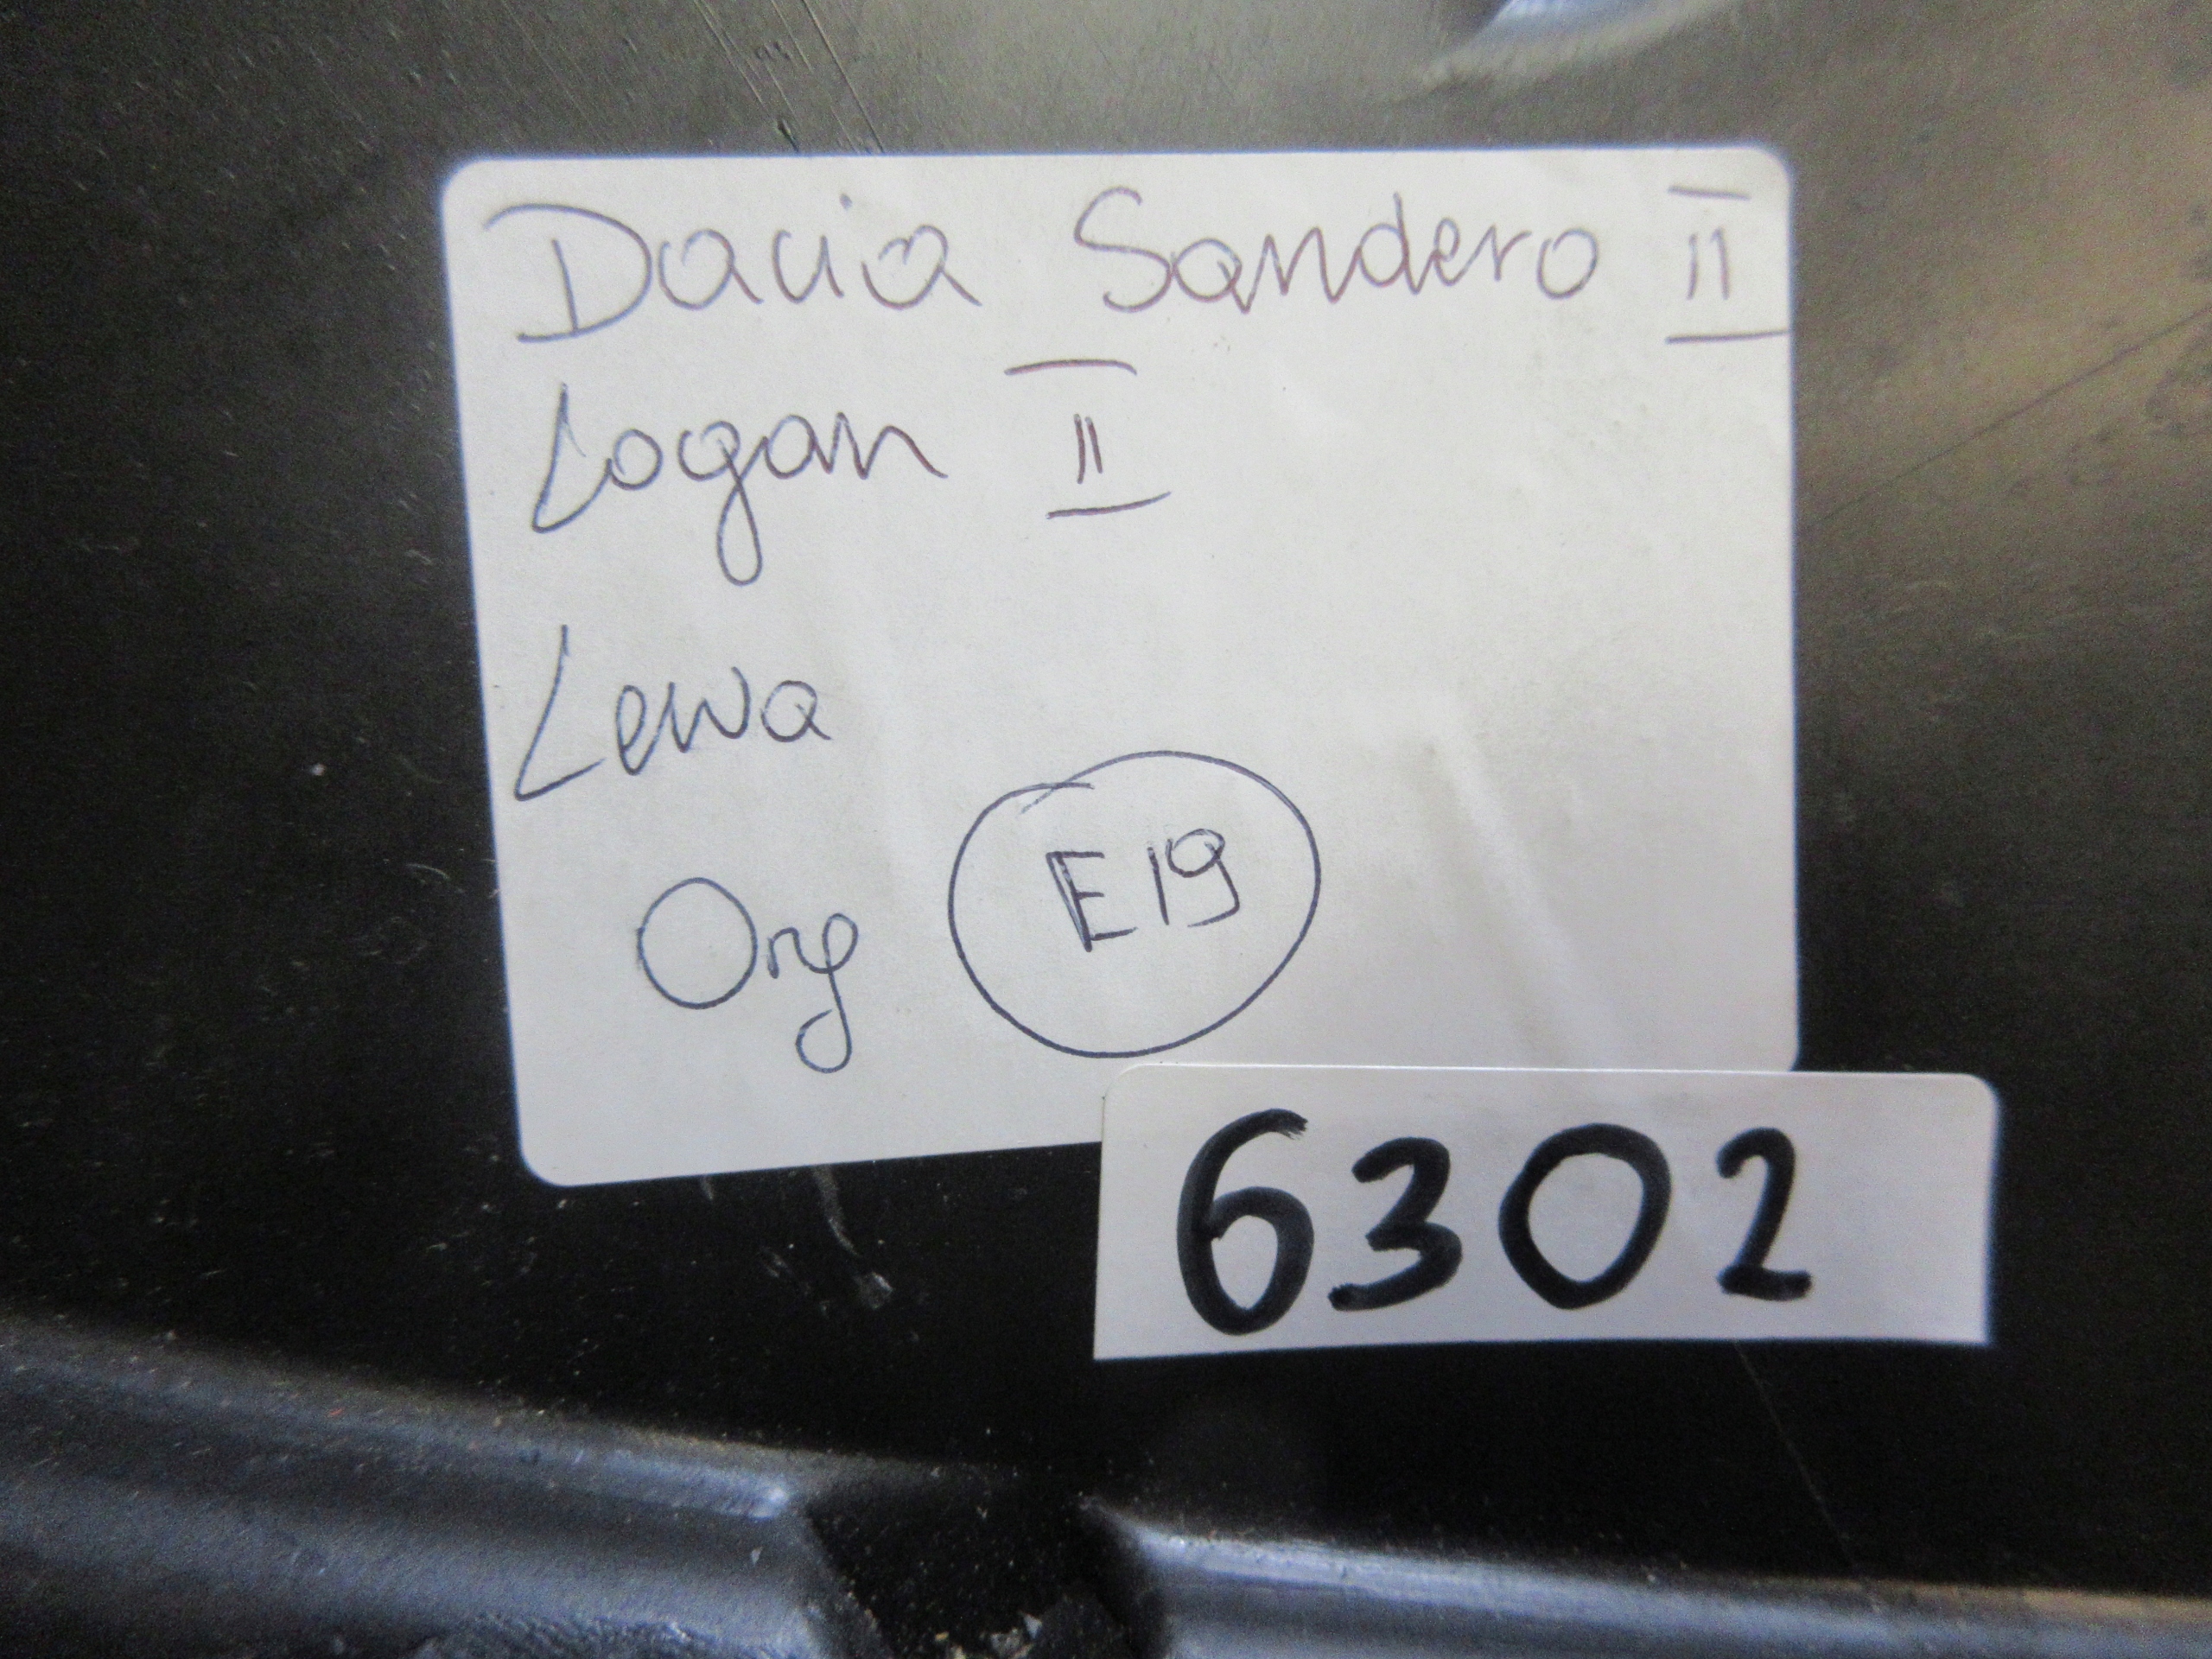 Dacia Sandero II
Logan II
Lewa
Org E19
6302